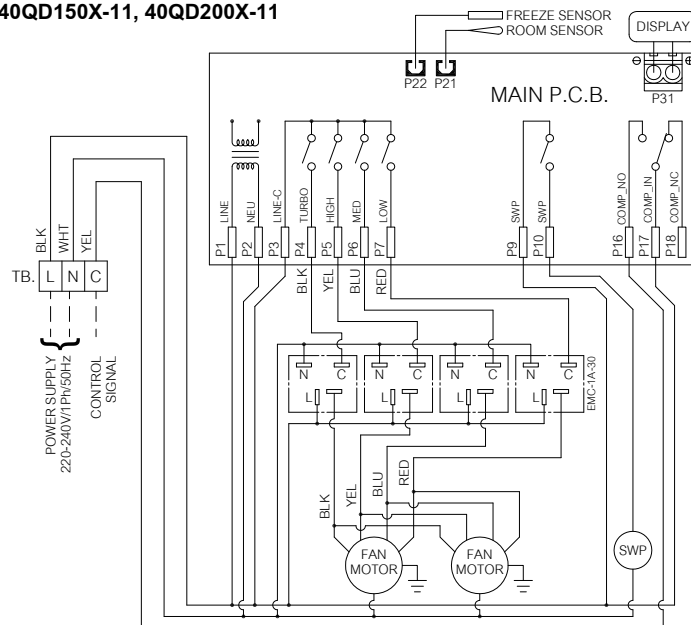 40QD150X-11, 40QD200X-11
FREEZE SENSOR
ROOM SENSOR
DISPLAY
P22
P21
P31
MAIN P.C.B.
LINE
NEU
LINE-C
TURBO
HIGH
MED
LOW
SWP
SWP
COMP_NO
COMP_IN
COMP_NC
P1
P2
P3
P4
P5
P6
P7
P9
P10
P16
P17
P18
BLK
WHT
YEL
TB.
L
N
C
BLK
YEL
BLU
RED
POWER SUPPLY
220-240V/1Ph/50Hz
CONTROL
SIGNAL
N
C
L
N
C
L
N
C
L
N
C
L
EMC-1A-30
BLK
YEL
BLU
RED
FAN
MOTOR
FAN
MOTOR
SWP